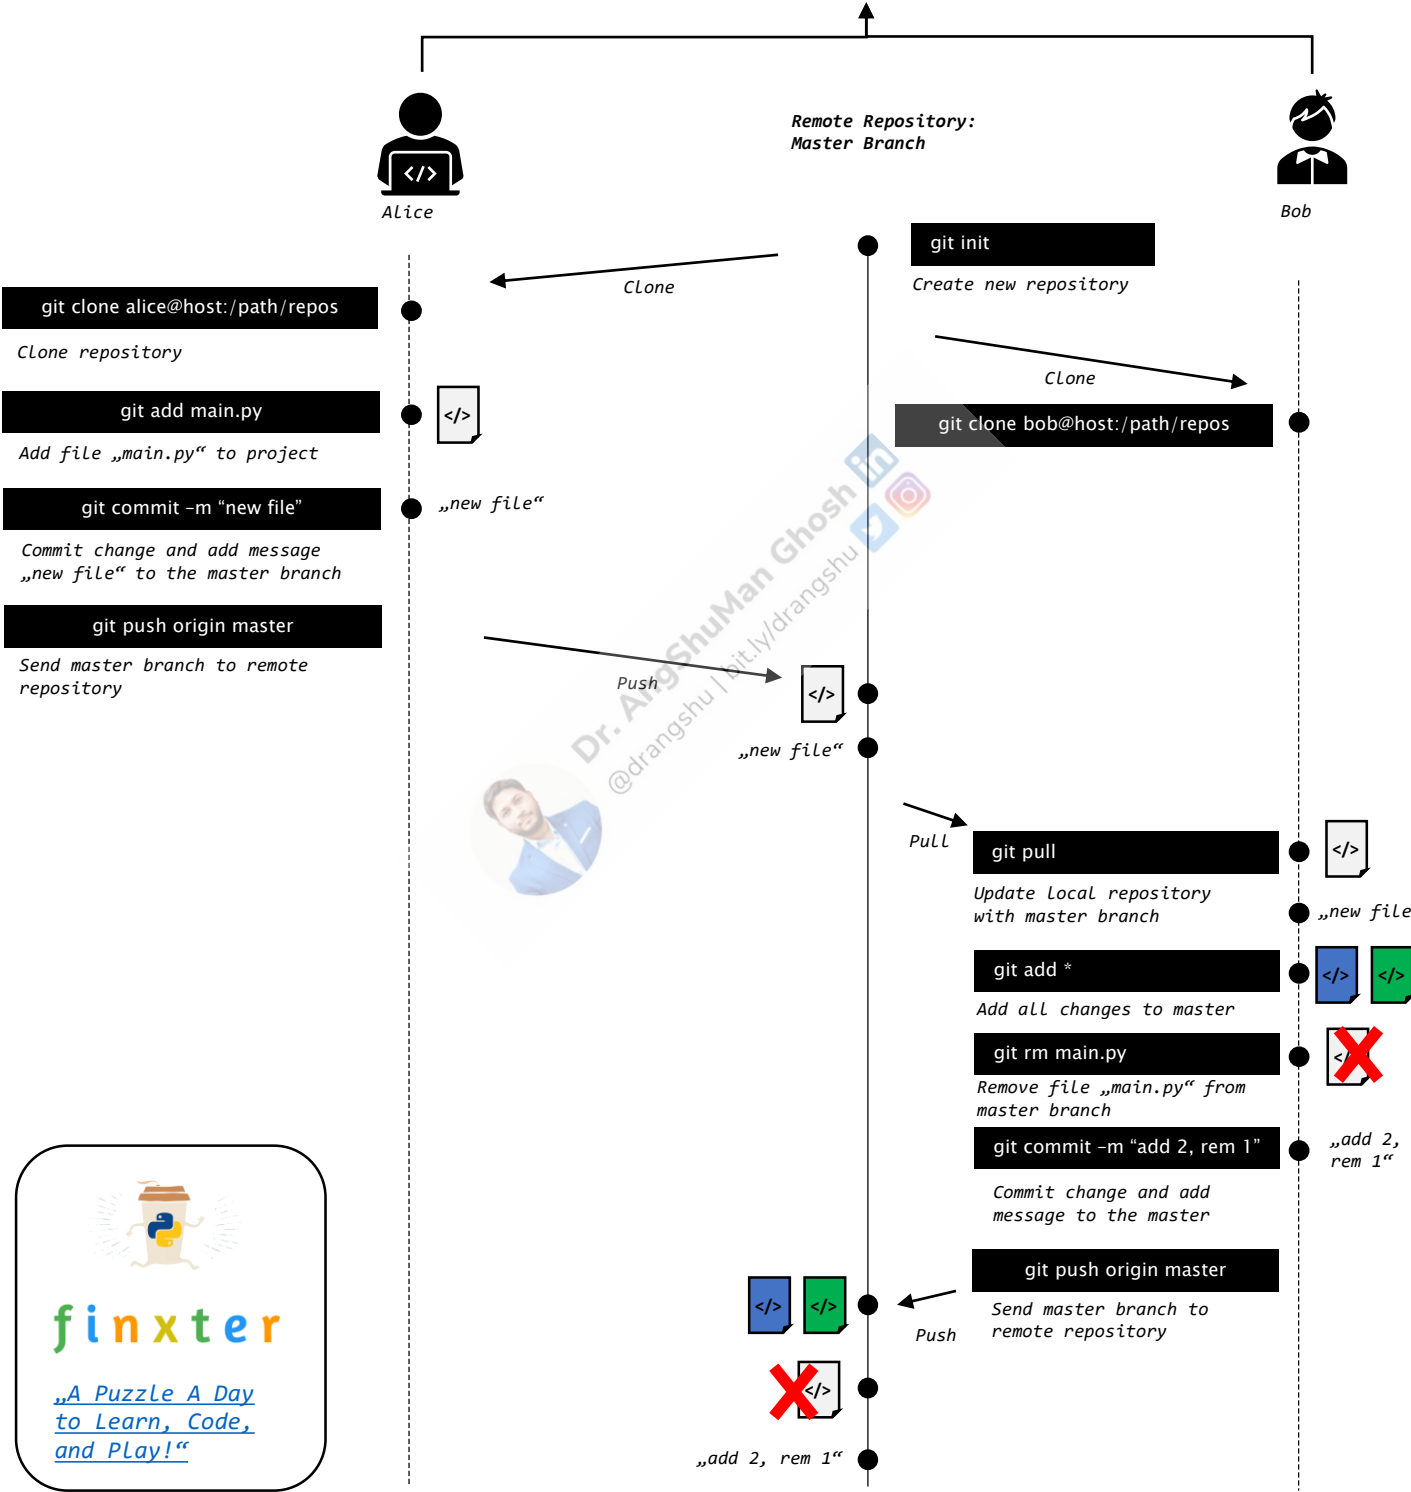 Remote Repository:
Master Branch
Alice
Bob
git init
Create new repository
Clone
git clone alice@host:/path/repos
Clone repository
Clone
git add main.py
</>
git clone bob@host:/path/repos
Add file „main.py“ to project
git commit –m “new file”
„new file“
Commit change and add message
„new file“ to the master branch
git push origin master
Send master branch to remote
repository
Push
</>
„new file“
Dr. AngShuMan Ghosh
@drangshu | bit.ly/drangshu
Pull
git pull
</>
Update local repository
with master branch
„new file
git add *
</> </>
Add all changes to master
git rm main.py
Remove file „main.py“ from
master branch
git commit –m “add 2, rem 1”
„add 2,
rem 1“
Commit change and add
message to the master
git push origin master
</> </>
Push
Send master branch to
remote repository
</>
„add 2, rem 1“
finxter
„A Puzzle A Day
to Learn, Code,
and Play!“